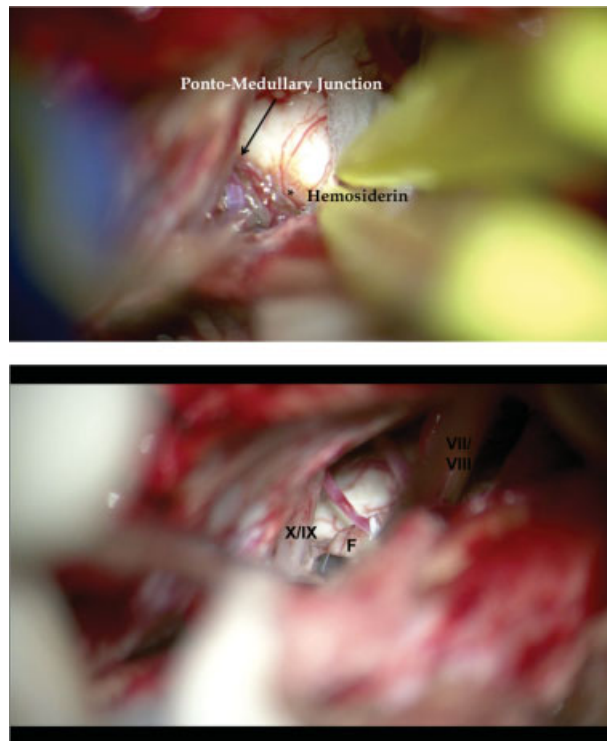 Ponto-Medullary Junction
Hemosiderin
VII/
VIII
X/IX
F